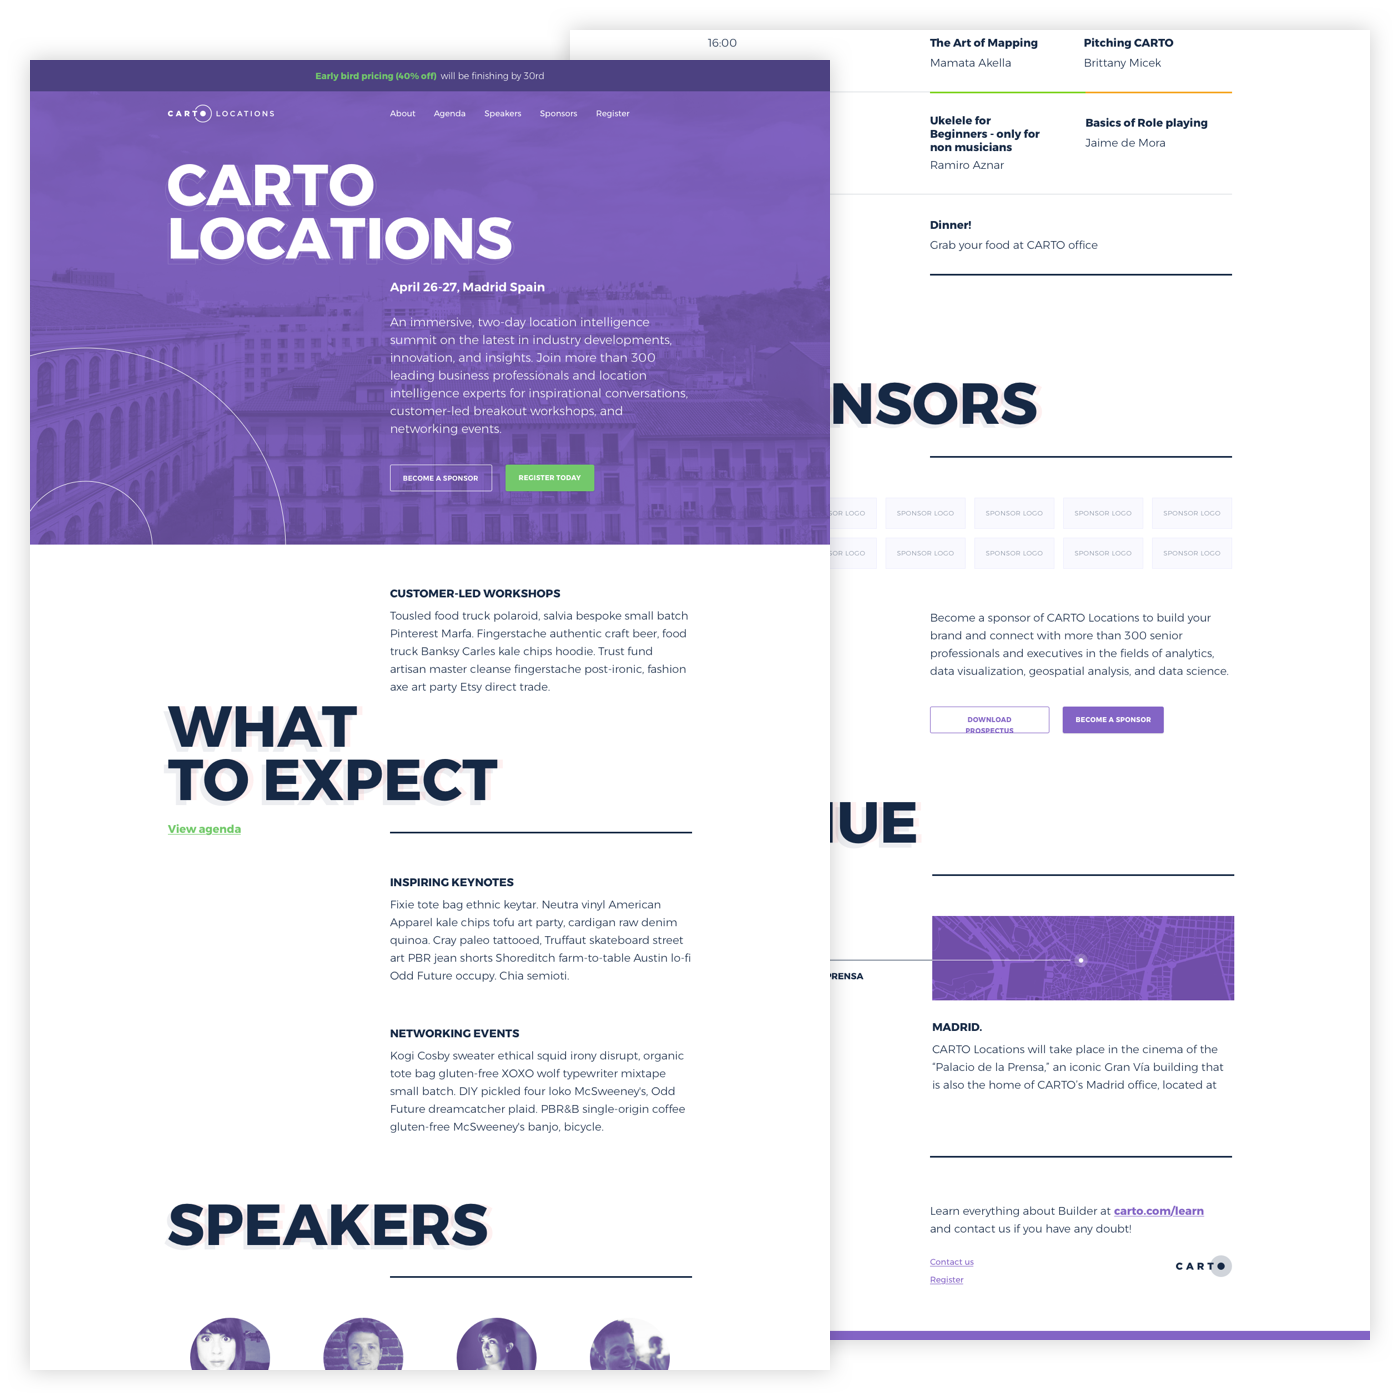 Early bird pricing (40% off) will be finishing by 30rd
CARTO LOCATIONS
About Agenda Speakers Sponsors Register
CARTO
LOCATIONS
April 26-27, Madrid Spain
An immersive, two-day location intelligence
summit on the latest in industry developments,
innovation, and insights. Join more than 300
leading business professionals and location
intelligence experts for inspirational conversations,
customer-led breakout workshops, and
networking events.
BECOME A SPONSOR REGISTER TODAY
CUSTOMER-LED WORKSHOPS
Tousled food truck polaroid, salvia bespoke small batch
Pinterest Marfa. Fingerstache authentic craft beer, food
truck Banksy Carles kale chips hoodie. Trust fund
artisan master cleanse fingerstache post-ironic, fashion
axe art party Etsy direct trade.
WHAT
TO EXPECT
View agenda
INSPIRING KEYNOTES
Fixie tote bag ethnic keytar. Neutra vinyl American
Apparel kale chips tofu art party, cardigan raw denim
quinoa. Cray paleo tattooed, Truffaut skateboard street
art PBR jean shorts Shoreditch farm-to-table Austin lo-fi
Odd Future occupy. Chia semioti.
NETWORKING EVENTS
Kogi Cosby sweater ethical squid irony disrupt, organic
tote bag gluten-free XOXO wolf typewriter mixtape
small batch. DIY pickled four loko McSweeney's, Odd
Future dreamcatcher plaid. PBR&B single-origin coffee
gluten-free McSweeney's banjo, bicycle.
SPEAKERS
16:00
The Art of Mapping
Mamata Akella
Pitching CARTO
Brittany Micek
Ukelele for
Beginners - only for
non musicians
Ramiro Aznar
Basics of Role playing
Jaime de Mora
Dinner!
Grab your food at CARTO office
NSORS
OR LOGO SPONSOR LOGO SPONSOR LOGO SPONSOR LOGO SPONSOR LOGO
OR LOGO SPONSOR LOGO SPONSOR LOGO SPONSOR LOGO SPONSOR LOGO
Become a sponsor of CARTO Locations to build your
brand and connect with more than 300 senior
professionals and executives in the fields of analytics,
data visualization, geospatial analysis, and data science.
DOWNLOAD
PROSPECTUS
BECOME A SPONSOR
UE
PRENSA
MADRID.
CARTO Locations will take place in the cinema of the
“Palacio de la Prensa,” an iconic Gran Vía building that
is also the home of CARTO’s Madrid office, located at
Learn everything about Builder at carto.com/learn
and contact us if you have any doubt!
Contact us
Register
CARTO